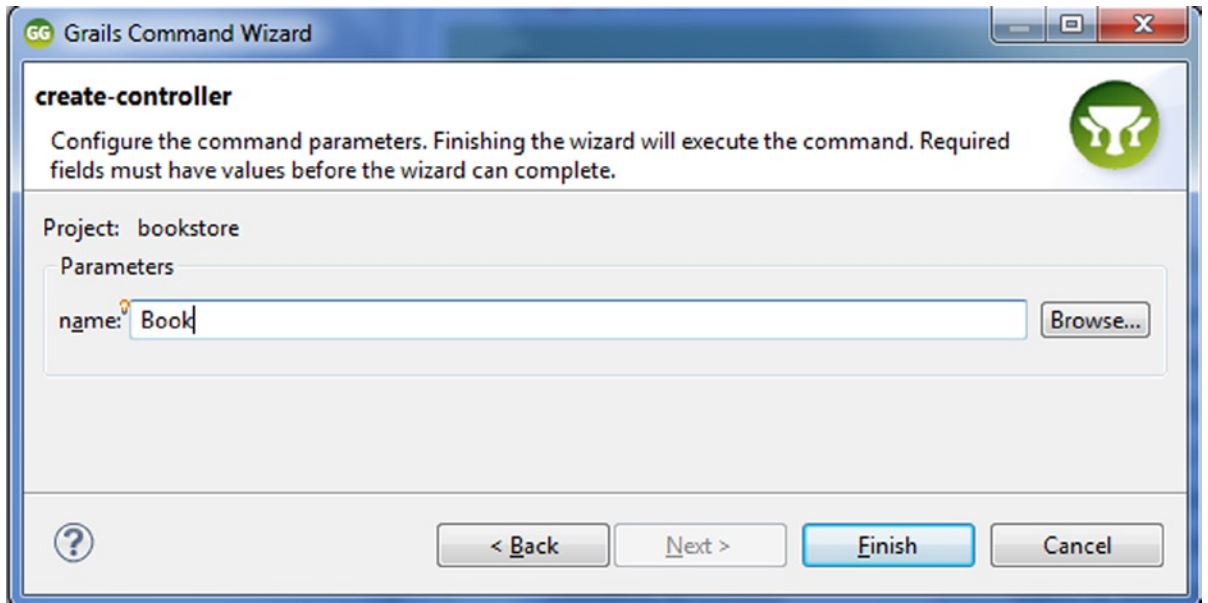 GG Grails Command Wizard
create-controller
Configure the command parameters. Finishing the wizard will execute the command. Required
fields must have values before the wizard can complete.
Project: bookstore
Parameters
name: Book Browse...
? < Back Next > Finish Cancel